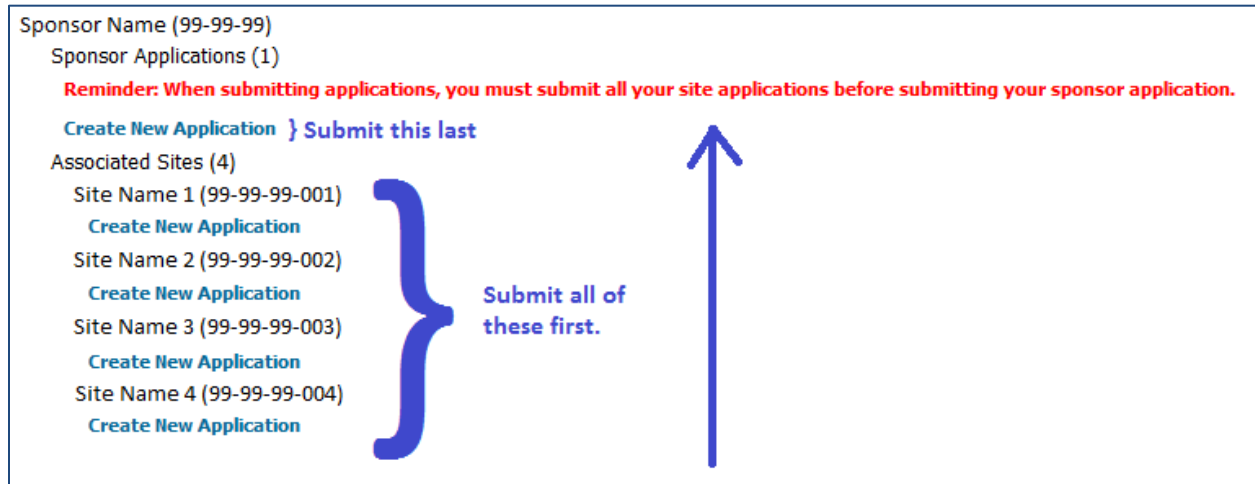 Sponsor Name (99-99-99)
Sponsor Applications (1)
Reminder: When submitting applications, you must submit all your site applications before submitting your sponsor application.
Create New Application } Submit this last
Associated Sites (4)
Site Name 1 (99-99-99-001)
Create New Application
Site Name 2 (99-99-99-002)
Create New Application
Submit all of
these first.
Site Name 3 (99-99-99-003)
Create New Application
Site Name 4 (99-99-99-004)
Create New Application